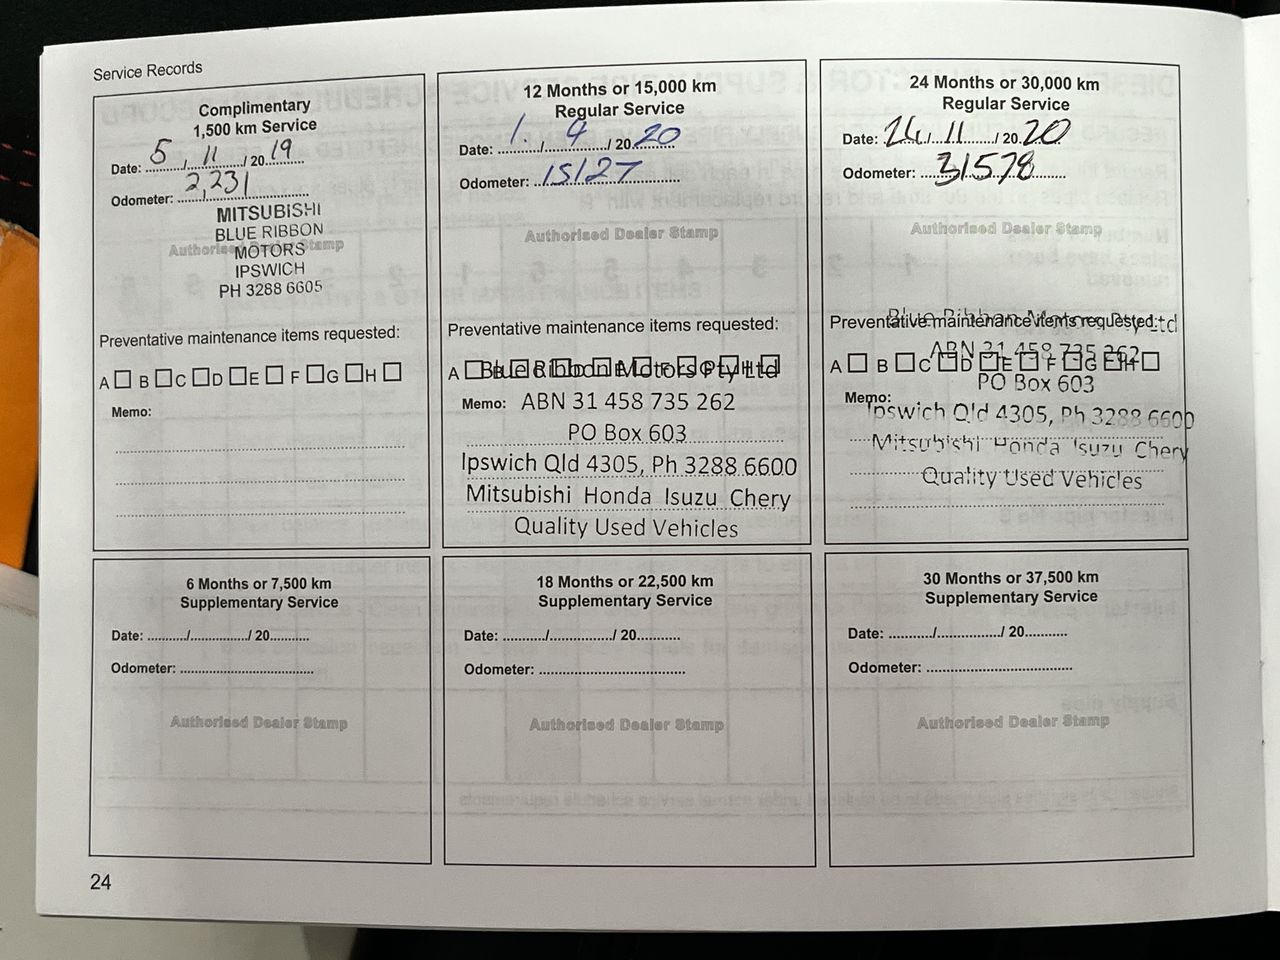 Service Records
Complimentary
1,500 km Service
Date: 5 / 11 / 20 19
Odometer: 2,231
Authorised Dealer Stamp
MITSUBISHI
BLUE RIBBON
MOTORS
IPSWICH
PH 3288 6605
Preventative maintenance items requested:
A B C D E F G H
Memo:
12 Months or 15,000 km
Regular Service
Date: 1. / 4 / 20 20
Odometer: 15127
Authorised Dealer Stamp
Preventative maintenance items requested:
A B C D E F G H
Blue Ribbon Motors Pty Ltd
Memo: ABN 31 458 735 262
PO Box 603
Ipswich Qld 4305, Ph 3288 6600
Mitsubishi Honda Isuzu Chery
Quality Used Vehicles
24 Months or 30,000 km
Regular Service
Date: 24 / 11 / 20 20
Odometer: 31578
Authorised Dealer Stamp
Blue Ribbon Motors Pty Ltd
Preventative maintenance items requested:
ABN 31 458 735 262
A B C D E F G H
PO Box 603
Memo:
Ipswich Qld 4305, Ph 3288 6600
Mitsubishi Honda Isuzu Chery
Quality Used Vehicles
6 Months or 7,500 km
Supplementary Service
Date: ........../............../ 20..........
Odometer: ....................................
Authorised Dealer Stamp
18 Months or 22,500 km
Supplementary Service
Date: ........../............../ 20..........
Odometer: ....................................
Authorised Dealer Stamp
30 Months or 37,500 km
Supplementary Service
Date: ........../............../ 20..........
Odometer: ....................................
Authorised Dealer Stamp
24